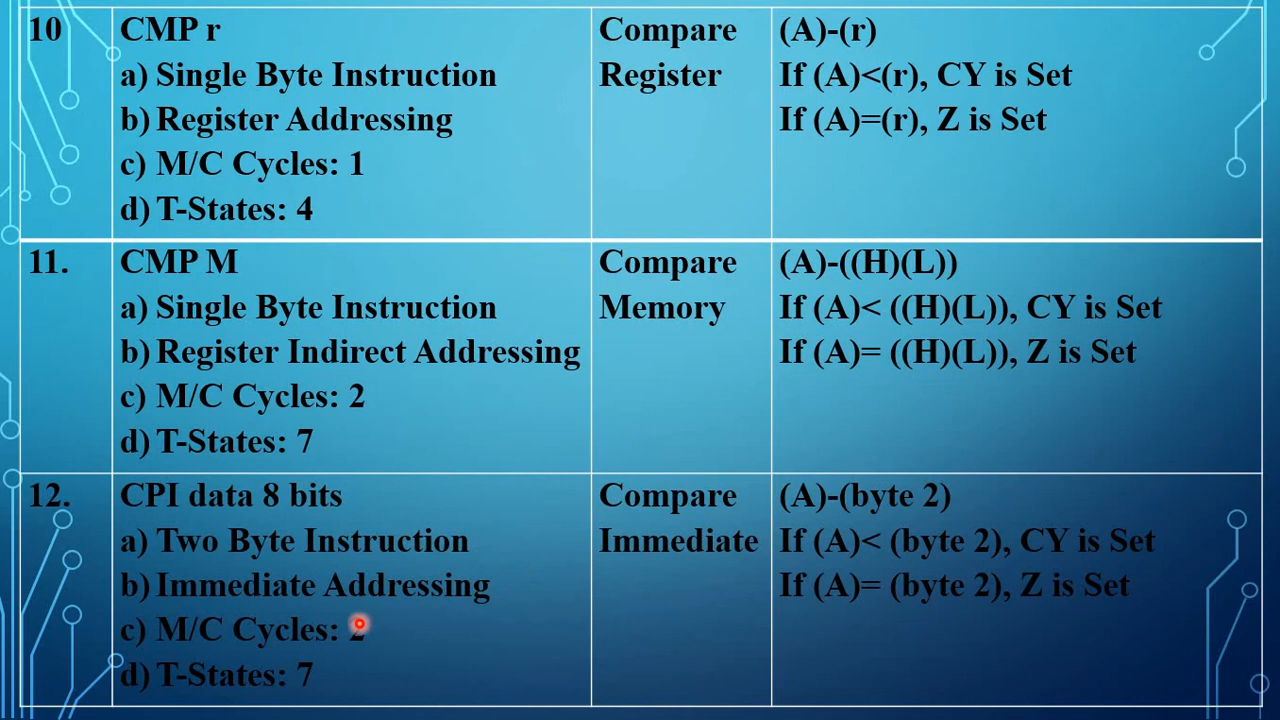 10
CMP r
a) Single Byte Instruction
b) Register Addressing
c) M/C Cycles: 1
d) T-States: 4
Compare
Register
(A)-(r)
If (A)<(r), CY is Set
If (A)=(r), Z is Set
11.
CMP M
a) Single Byte Instruction
b) Register Indirect Addressing
c) M/C Cycles: 2
d) T-States: 7
Compare
Memory
(A)-((H)(L))
If (A)< ((H)(L)), CY is Set
If (A)= ((H)(L)), Z is Set
12.
CPI data 8 bits
a) Two Byte Instruction
b) Immediate Addressing
c) M/C Cycles: 2
d) T-States: 7
Compare
Immediate
(A)-(byte 2)
If (A)< (byte 2), CY is Set
If (A)= (byte 2), Z is Set